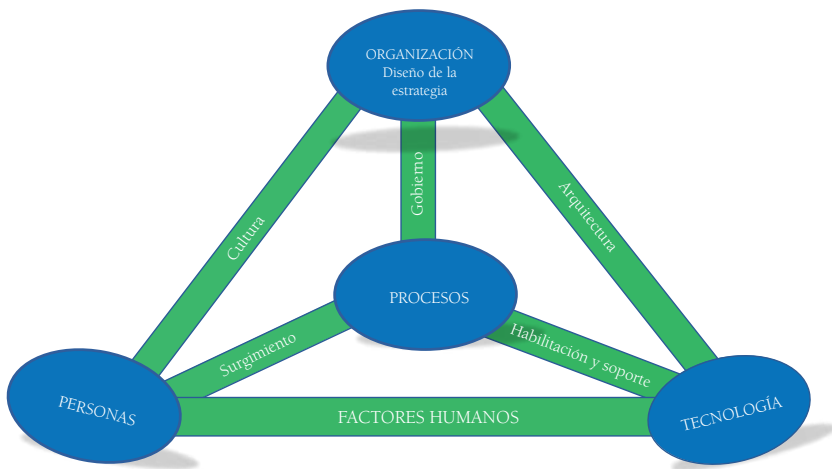 ORGANIZACIÓN
Diseño de la
estrategia
Gobierno
Cultura
Arquitectura
PROCESOS
Surgimiento
Habilitación y soporte
PERSONAS
FACTORES HUMANOS
TECNOLOGÍA